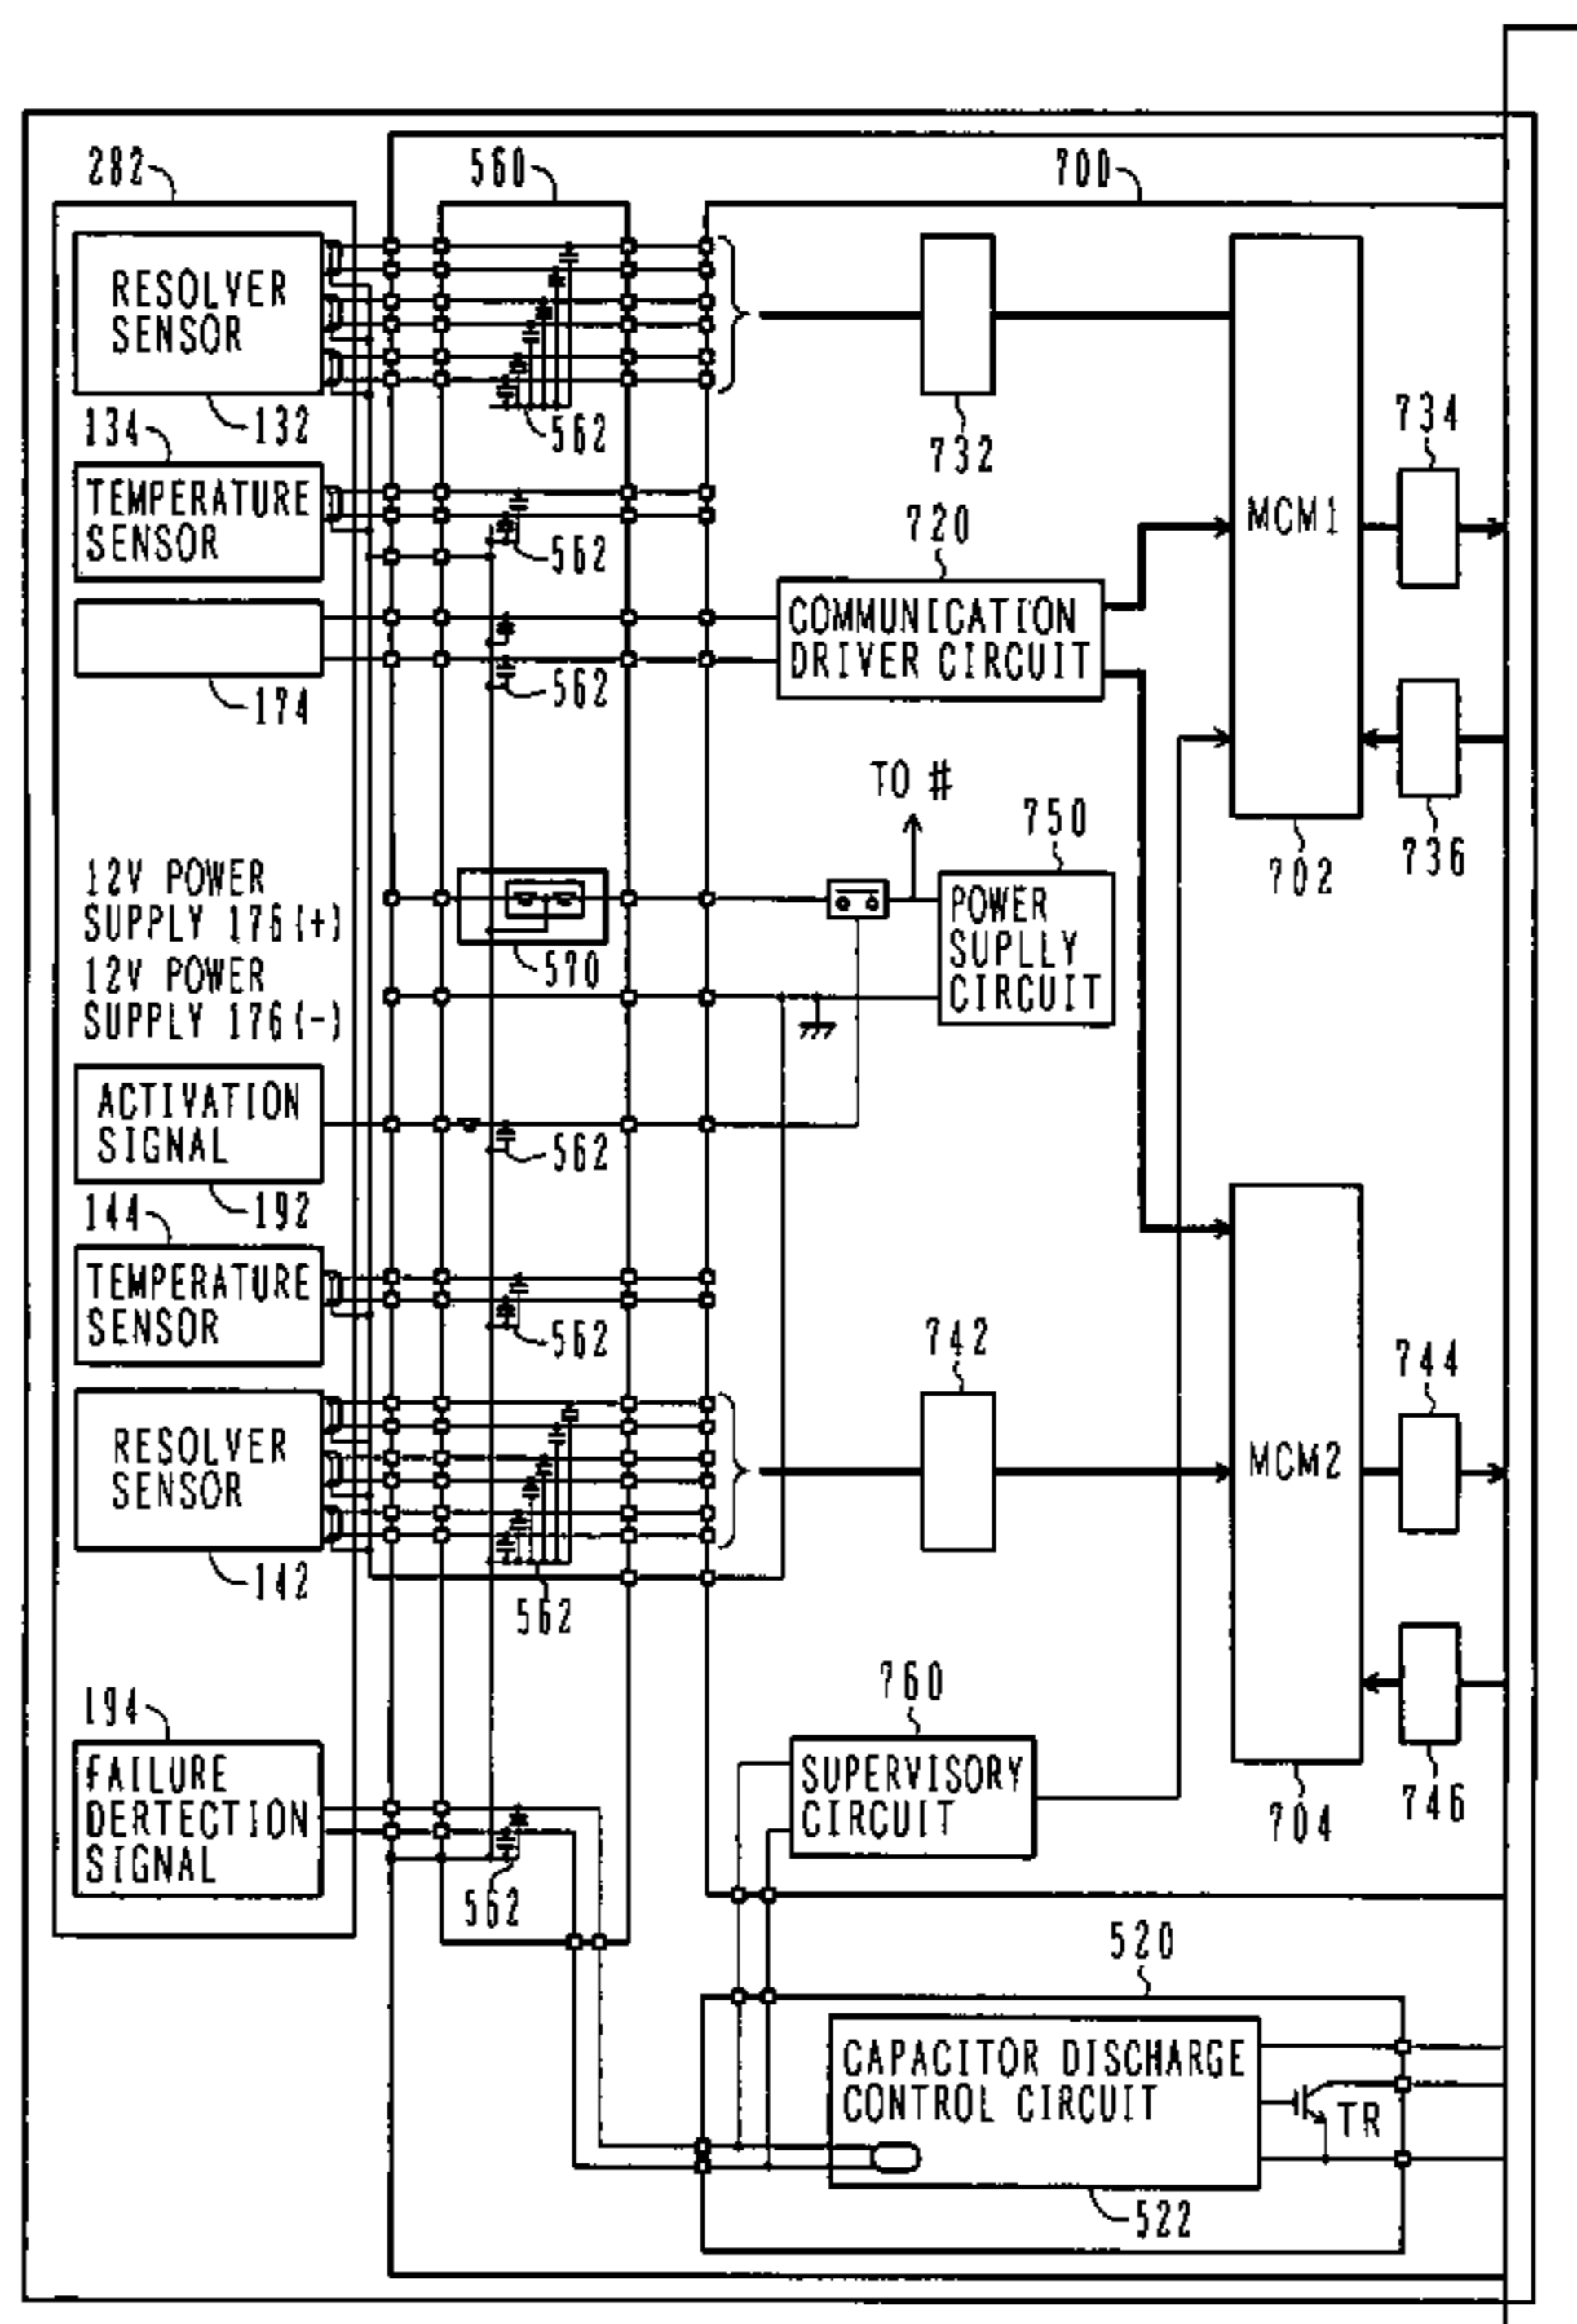 282
560
700
RESOLVER
SENSOR
132
562
732
734
134
TEMPERATURE
SENSOR
562
720
MCM1
COMMUNICATION
DRIVER CIRCUIT
174
562
736
702
TO #
750
12V POWER
SUPPLY 176(+)
570
POWER
SUPLLY
CIRCUIT
12V POWER
SUPPLY 176(-)
ACTIVATION
SIGNAL
562
192
144
TEMPERATURE
SENSOR
562
742
744
RESOLVER
SENSOR
MCM2
142
562
760
194
FAILURE
DERTECTION
SIGNAL
562
SUPERVISORY
CIRCUIT
704
746
520
CAPACITOR DISCHARGE
CONTROL CIRCUIT
TR
522